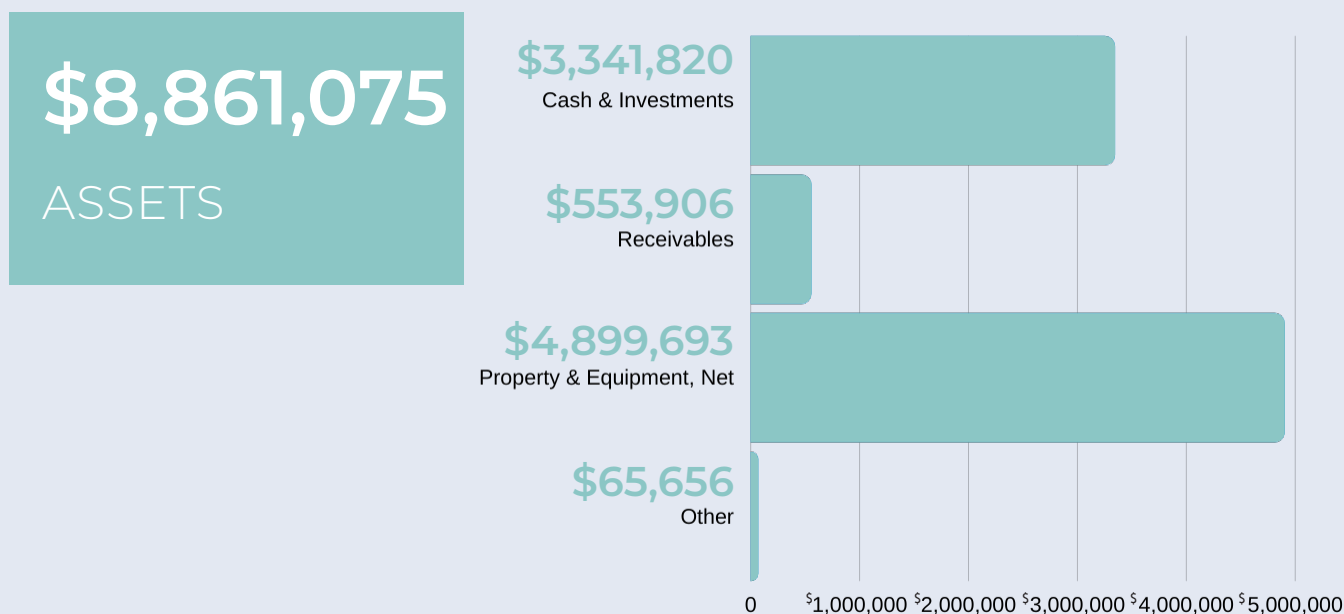 $8,861,075
ASSETS
$3,341,820
Cash & Investments
$553,906
Receivables
$4,899,693
Property & Equipment, Net
$65,656
Other
0 $1,000,000 $2,000,000 $3,000,000 $4,000,000 $5,000,000